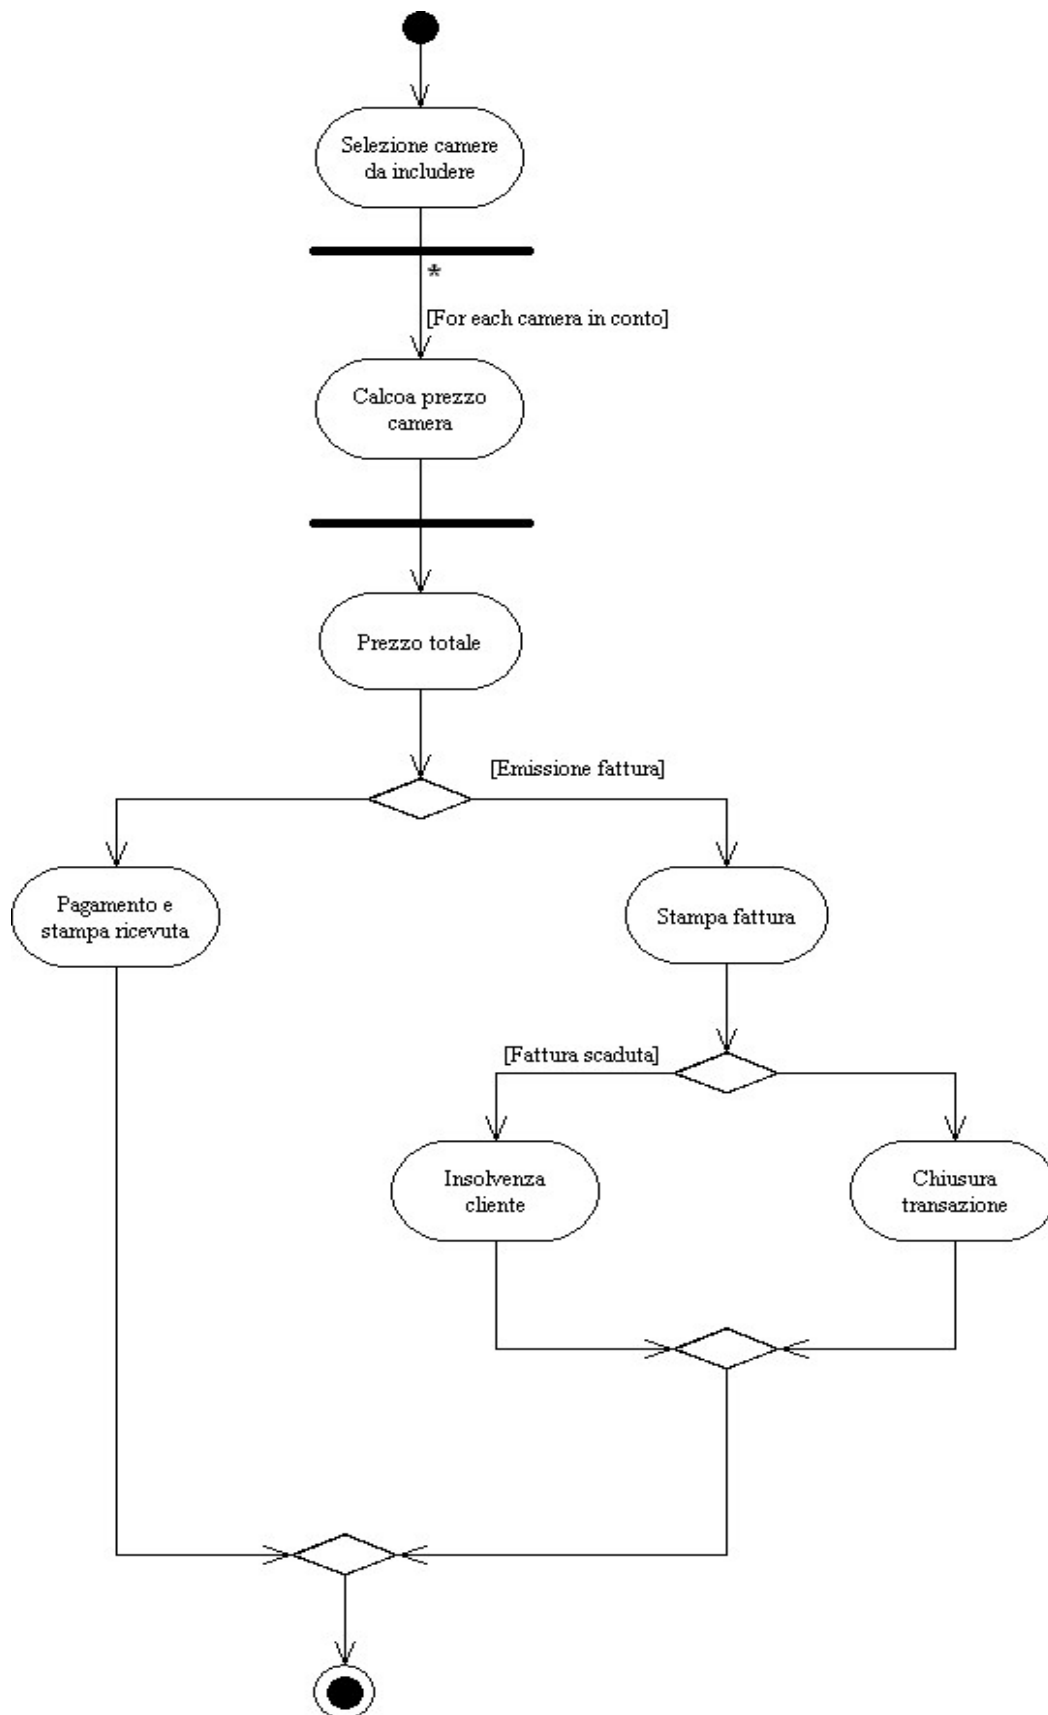 Selezione camere
da includere
*
[For each camera in conto]
Calcoa prezzo
camera
Prezzo totale
[Emissione fattura]
Pagamento e
stampa ricevuta
Stampa fattura
[Fattura scaduta]
Insolvenza
cliente
Chiusura
transazione